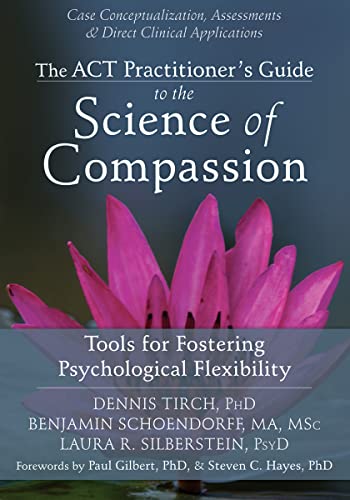 Case Conceptualization, Assessments
& Direct Clinical Applications
The ACT Practitioner's Guide
to the
Science of
Compassion
Tools for Fostering
Psychological Flexibility
DENNIS TIRCH, PHD
BENJAMIN SCHOENDORFF, MA, MSC
LAURA R. SILBERSTEIN, PSYD
Forewords by Paul Gilbert, PhD, & Steven C. Hayes, PhD